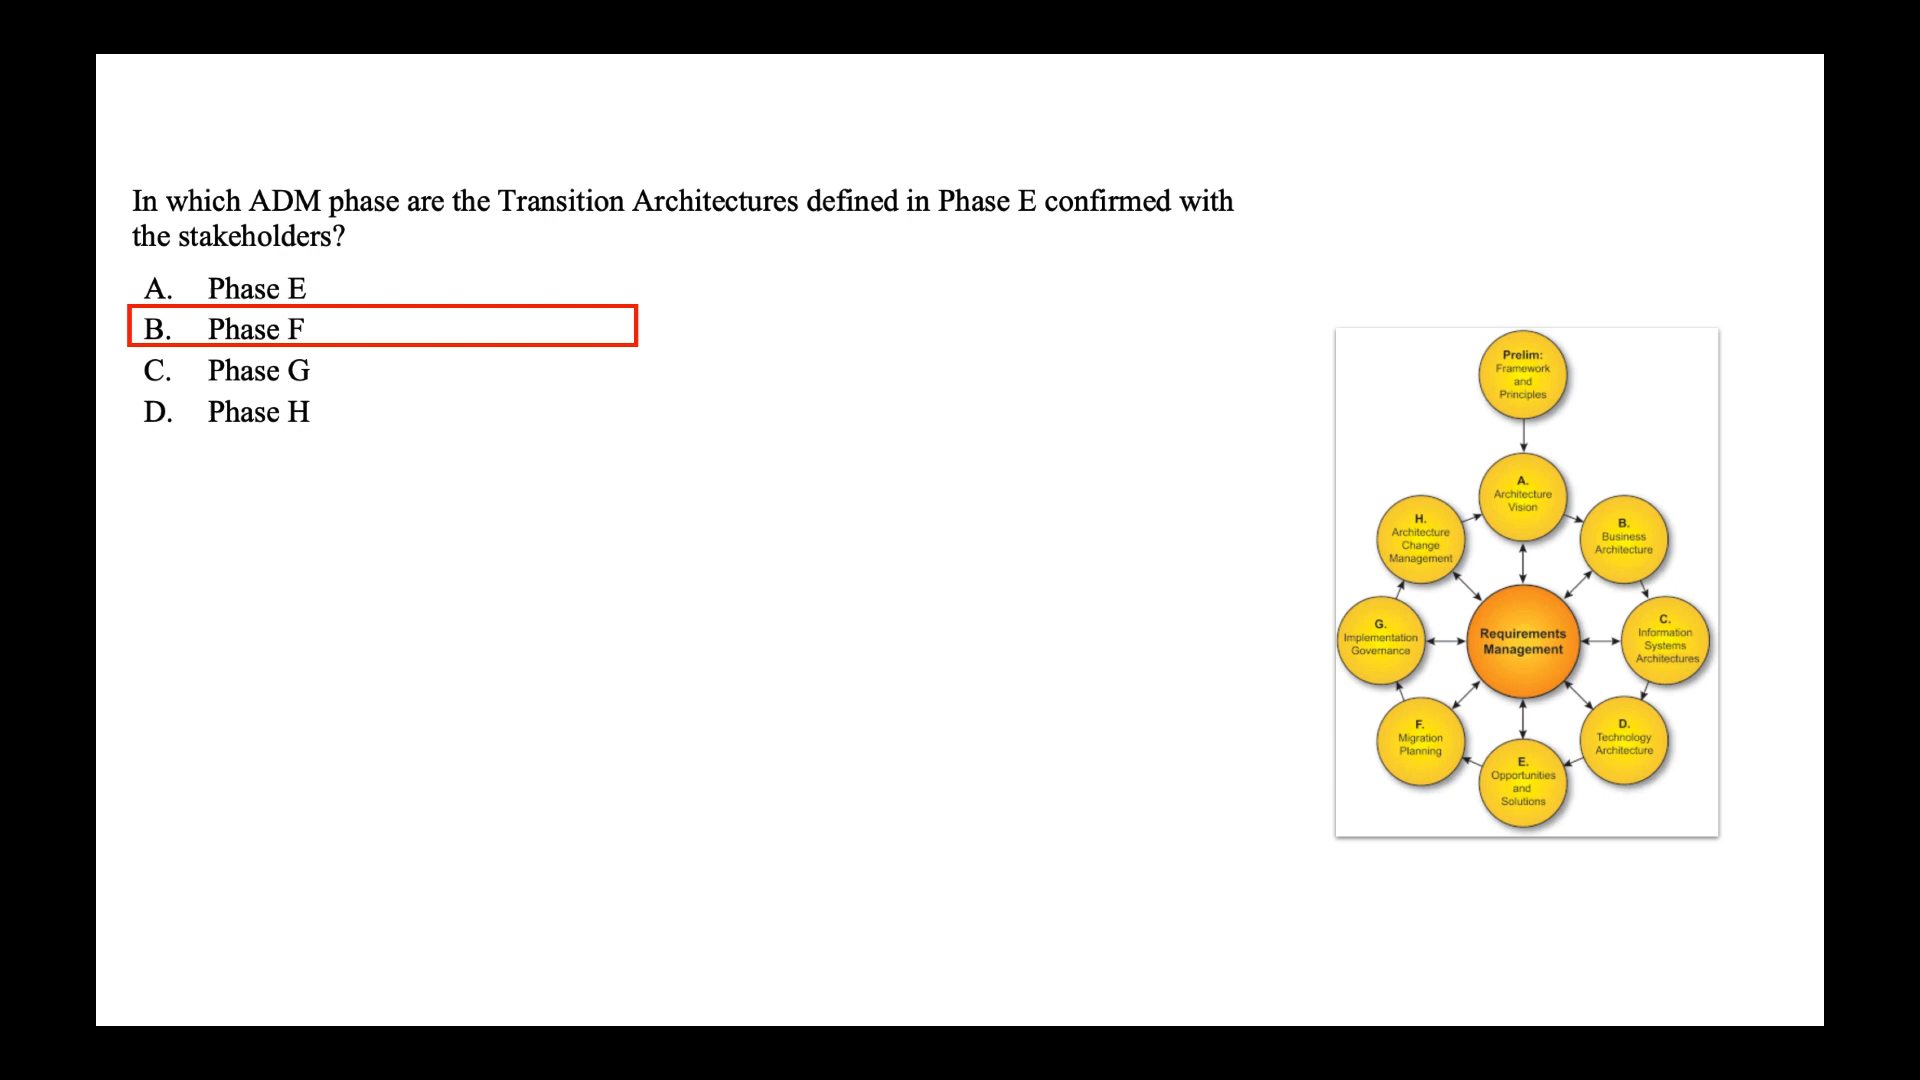 In which ADM phase are the Transition Architectures defined in Phase E confirmed with
the stakeholders?
A. Phase E
B. Phase F
C. Phase G
D. Phase H
Prelim:
Framework
and
Principles
A.
Architecture
Vision
H.
Architecture
Change
Management
B.
Business
Architecture
G.
Implementation
Governance
Requirements
Management
C.
Information
Systems
Architectures
F.
Migration
Planning
D.
Technology
Architecture
E.
Opportunities
and
Solutions